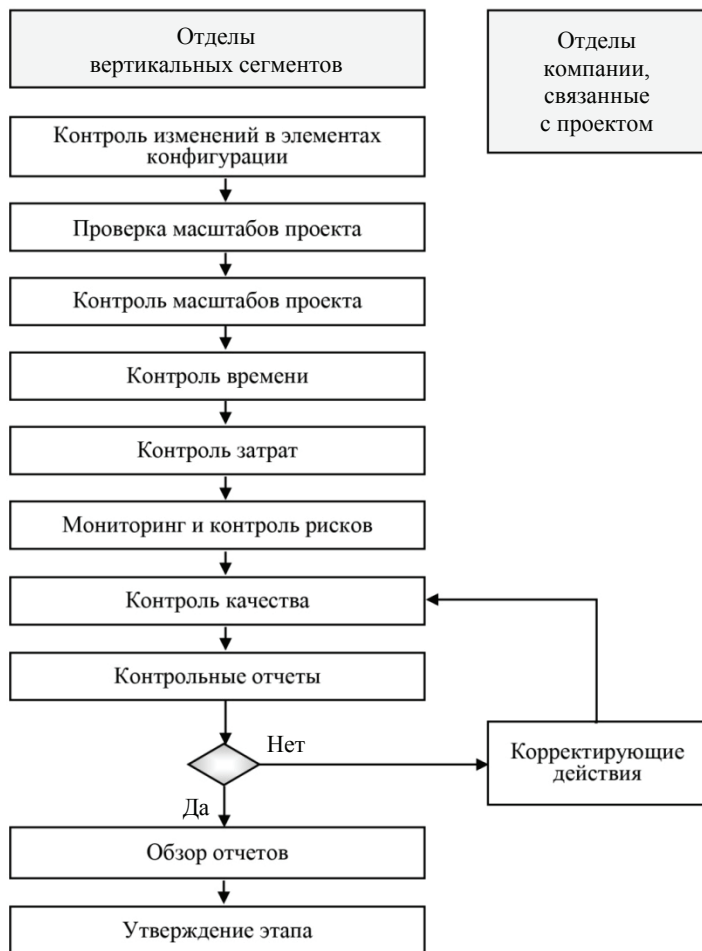 Отделы
вертикальных сегментов
Отделы
компании,
связанные
с проектом
Контроль изменений в элементах
конфигурации
Проверка масштабов проекта
Контроль масштабов проекта
Контроль времени
Контроль затрат
Мониторинг и контроль рисков
Контроль качества
Контрольные отчеты
Нет
Корректирующие
действия
Да
Обзор отчетов
Утверждение этапа